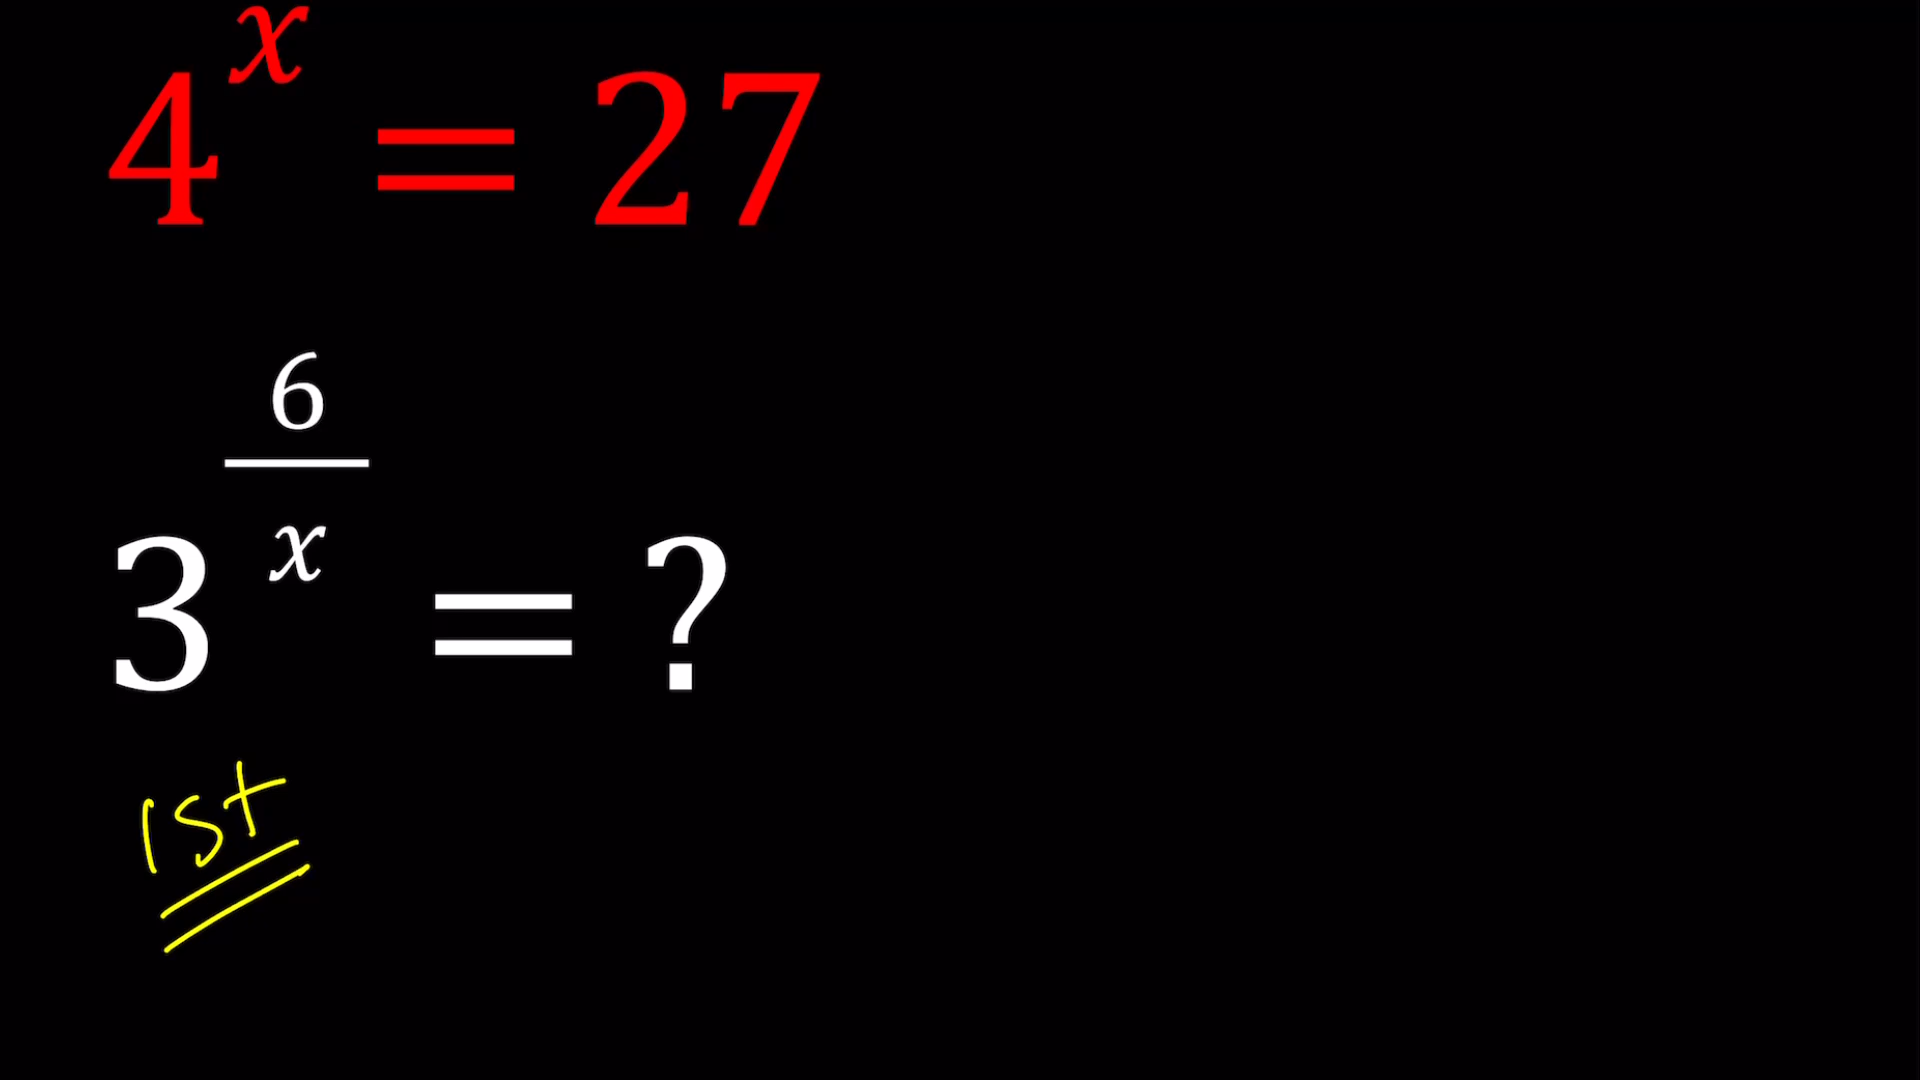 4^x = 27
3^(6/x) = ?
1st